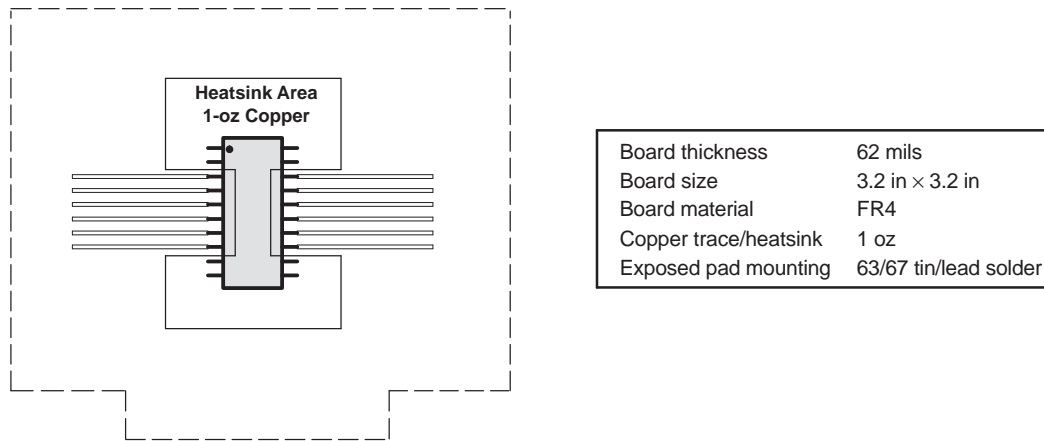 Heatsink Area
1-oz Copper
Board thickness 62 mils
Board size 3.2 in × 3.2 in
Board material FR4
Copper trace/heatsink 1 oz
Exposed pad mounting 63/67 tin/lead solder